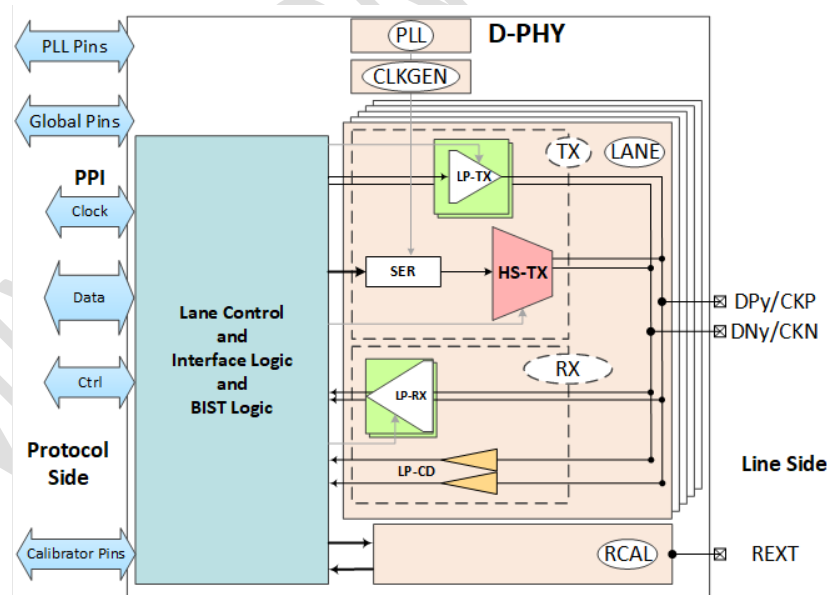 PLL
D-PHY
PLL Pins
CLKGEN
Global Pins
TX
LANE
PPI
LP-TX
Clock
SER
HS-TX
Data
DPy/CKP
Lane Control
and
Interface Logic
and
BIST Logic
DNy/CKN
RX
Ctrl
LP-RX
Protocol
Side
LP-CD
Line Side
Calibrator Pins
RCAL
REXT